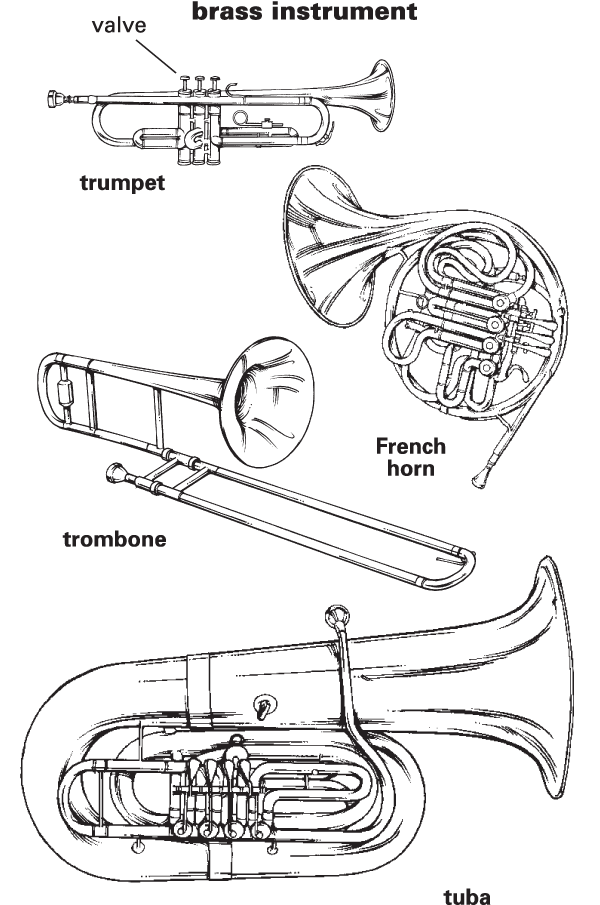 brass instrument
valve
trumpet
French
horn
trombone
tuba